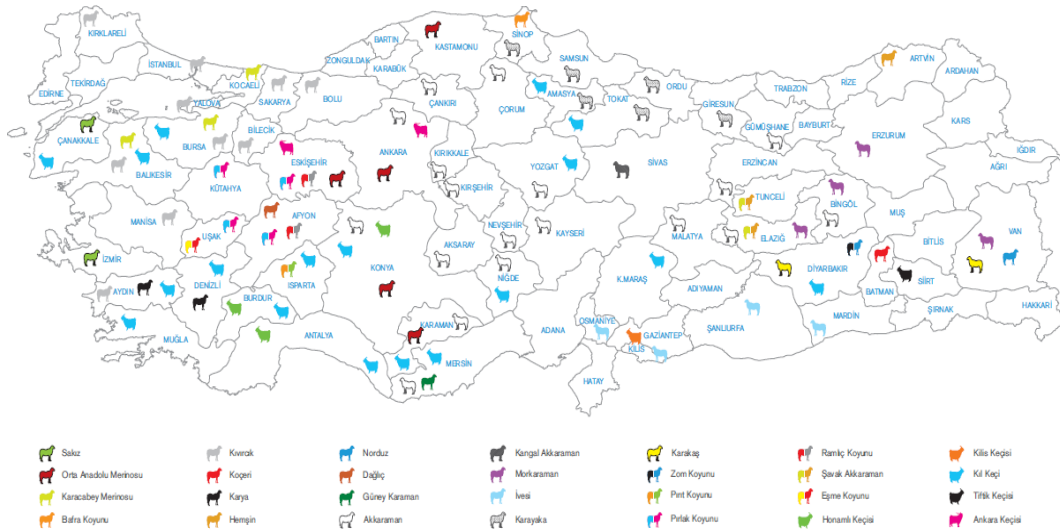 KIRKLARELİ
EDİRNE
TEKİRDAĞ
İSTANBUL
KOCAELİ
YALOVA
SAKARYA
BOLU
ZONGULDAK
BARTIN
KARABÜK
KASTAMONU
SİNOP
SAMSUN
ÇANKIRI
ÇORUM
AMASYA
TOKAT
ORDU
GİRESUN
TRABZON
RİZE
ARTVİN
ARDAHAN
KARS
GÜMÜŞHANE
BAYBURT
ERZURUM
IĞDIR
AĞRI
ÇANAKKALE
BALIKESİR
BURSA
BİLECİK
ESKİŞEHİR
KÜTAHYA
ANKARA
KIRIKKALE
KIRŞEHİR
YOZGAT
SİVAS
ERZİNCAN
TUNCELİ
BİNGÖL
MUŞ
ELAZIĞ
BİTLİS
VAN
MANİSA
UŞAK
AFYON
İZMİR
AYDIN
DENİZLİ
ISPARTA
BURDUR
MUĞLA
ANTALYA
KONYA
AKSARAY
NEVŞEHİR
KAYSERİ
NİĞDE
KARAMAN
MERSİN
ADANA
OSMANİYE
K.MARAŞ
MALATYA
ADIYAMAN
GAZİANTEP
KİLİS
HATAY
ŞANLIURFA
DİYARBAKIR
BATMAN
SİİRT
MARDİN
ŞIRNAK
HAKKARİ
Sakız
Kıvırcık
Norduz
Kangal Akkaraman
Karakaş
Ramlıç Koyunu
Kilis Keçisi
Orta Anadolu Merinosu
Koçeri
Dağlıç
Morkaraman
Zom Koyunu
Şavak Akkaraman
Kıl Keçi
Karacabey Merinosu
Karya
Güney Karaman
İvesi
Pırıt Koyunu
Eşme Koyunu
Tiftik Keçisi
Bafra Koyunu
Hemşin
Akkaraman
Karayaka
Pırlak Koyunu
Honamlı Keçisi
Ankara Keçisi